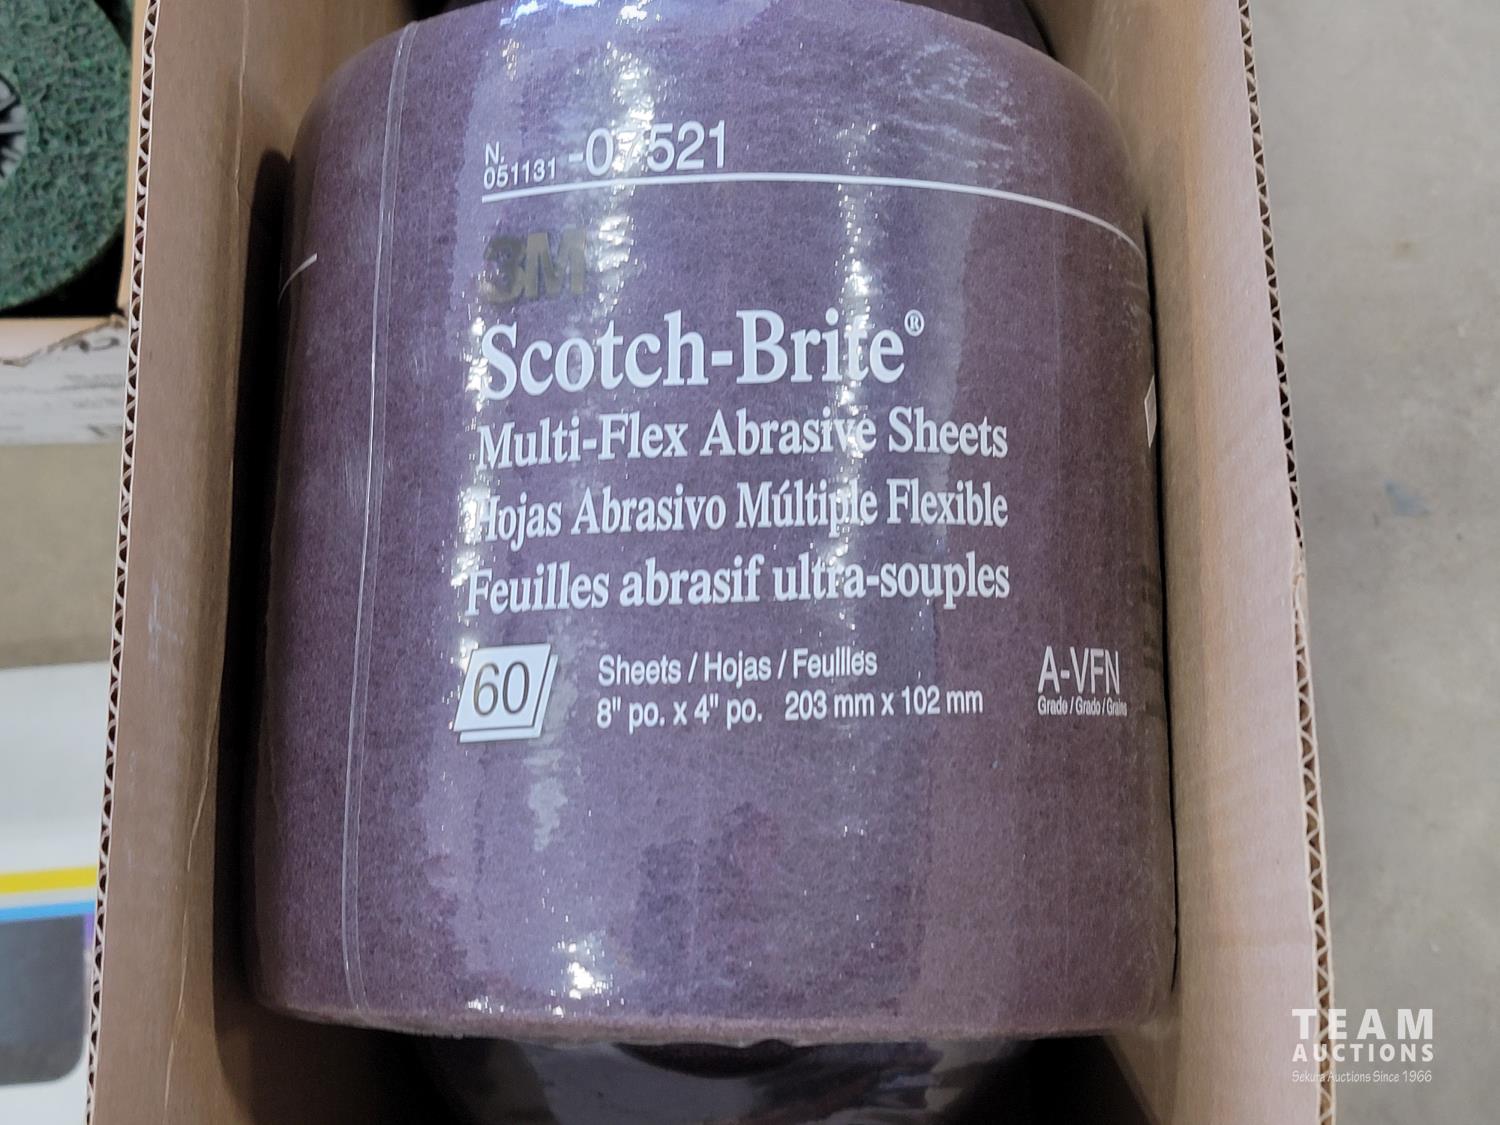 N.
051131 -07521
3M
Scotch-Brite®
Multi-Flex Abrasive Sheets
Hojas Abrasivo Múltiple Flexible
Feuilles abrasif ultra-souples
60
Sheets / Hojas / Feuilles
8" po. x 4" po. 203 mm x 102 mm
A-VFN
Grade / Grado / Grains
TEAM
AUCTIONS
Sekura Auctions Since 1966